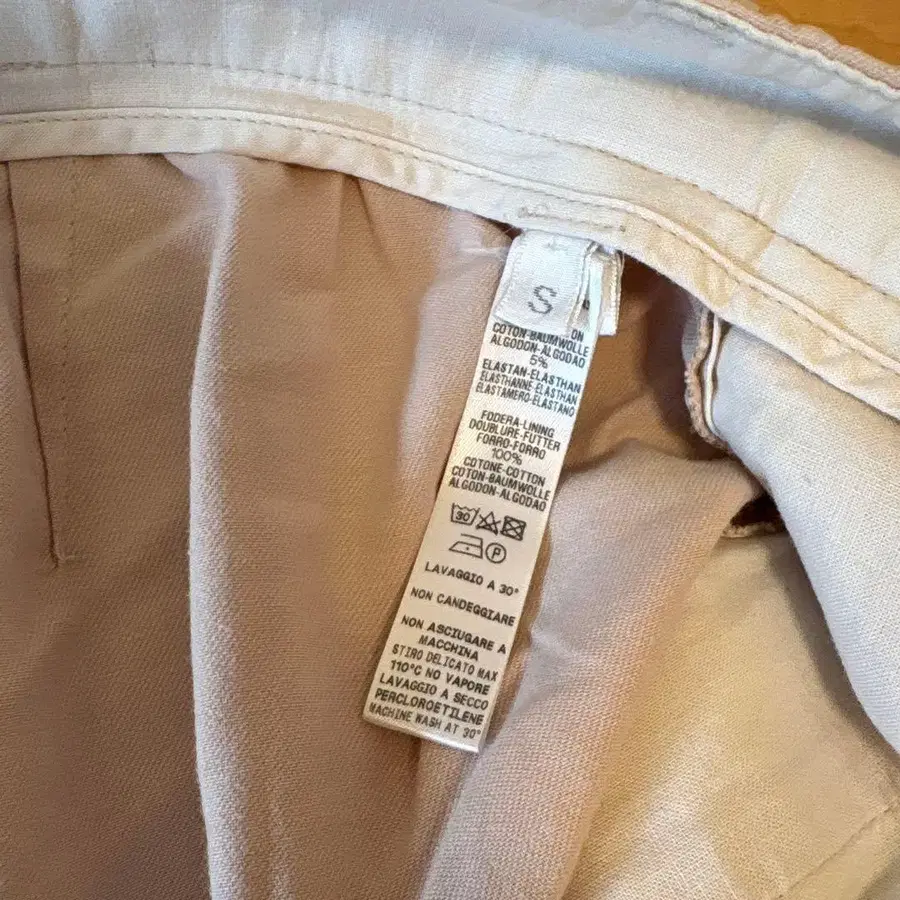 S
ON
COTON-BAUMWOLLE
ALGODON-ALGODAO
5%
ELASTAN-ELASTHAN
ELASTHANNE-ELASTHAN
ELASTAMERO-ELASTANO
FODERA-LINING
DOUBLURE-FUTTER
FORRO-FORRO
100%
COTONE-COTTON
COTON-BAUMWOLLE
ALGODON-ALGODAO
30
P
LAVAGGIO A 30°
NON CANDEGGIARE
NON ASCIUGARE A
MACCHINA
STIRO DELICATO MAX
110°C NO VAPORE
LAVAGGIO A SECCO
PERCLOROETILENE
MACHINE WASH AT 30°